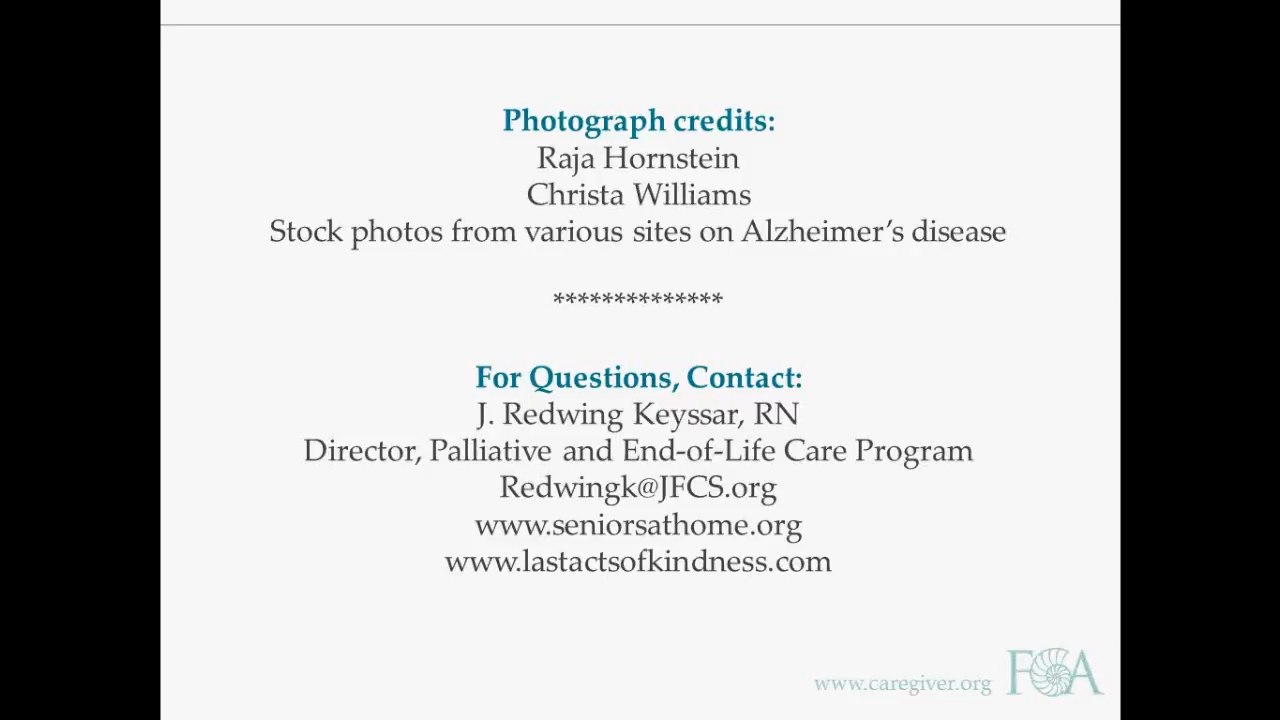 Photograph credits:
Raja Hornstein
Christa Williams
Stock photos from various sites on Alzheimer’s disease
**************
For Questions, Contact:
J. Redwing Keyssar, RN
Director, Palliative and End-of-Life Care Program
Redwingk@JFCS.org
www.seniorsathome.org
www.lastactsofkindness.com
www.caregiver.org FCA